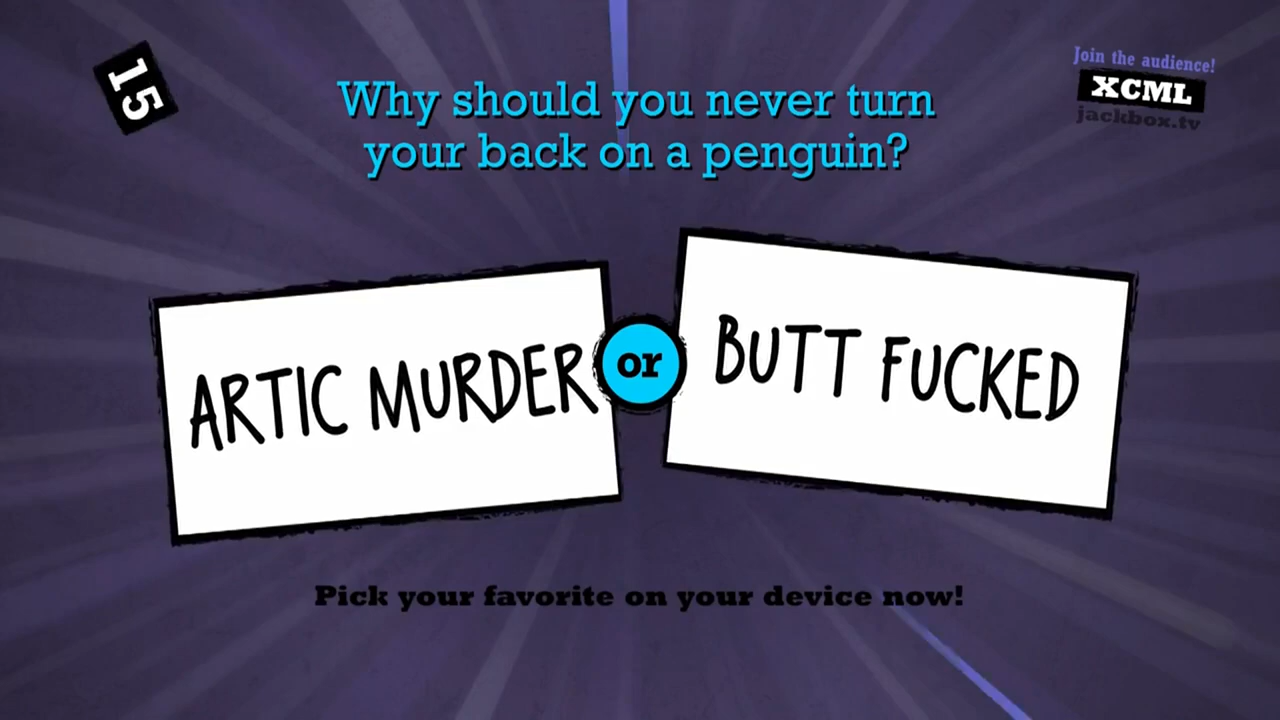 15
Join the audience!
XCML
jackbox.tv
Why should you never turn
your back on a penguin?
ARTIC MURDER
or
BUTT FUCKED
Pick your favorite on your device now!